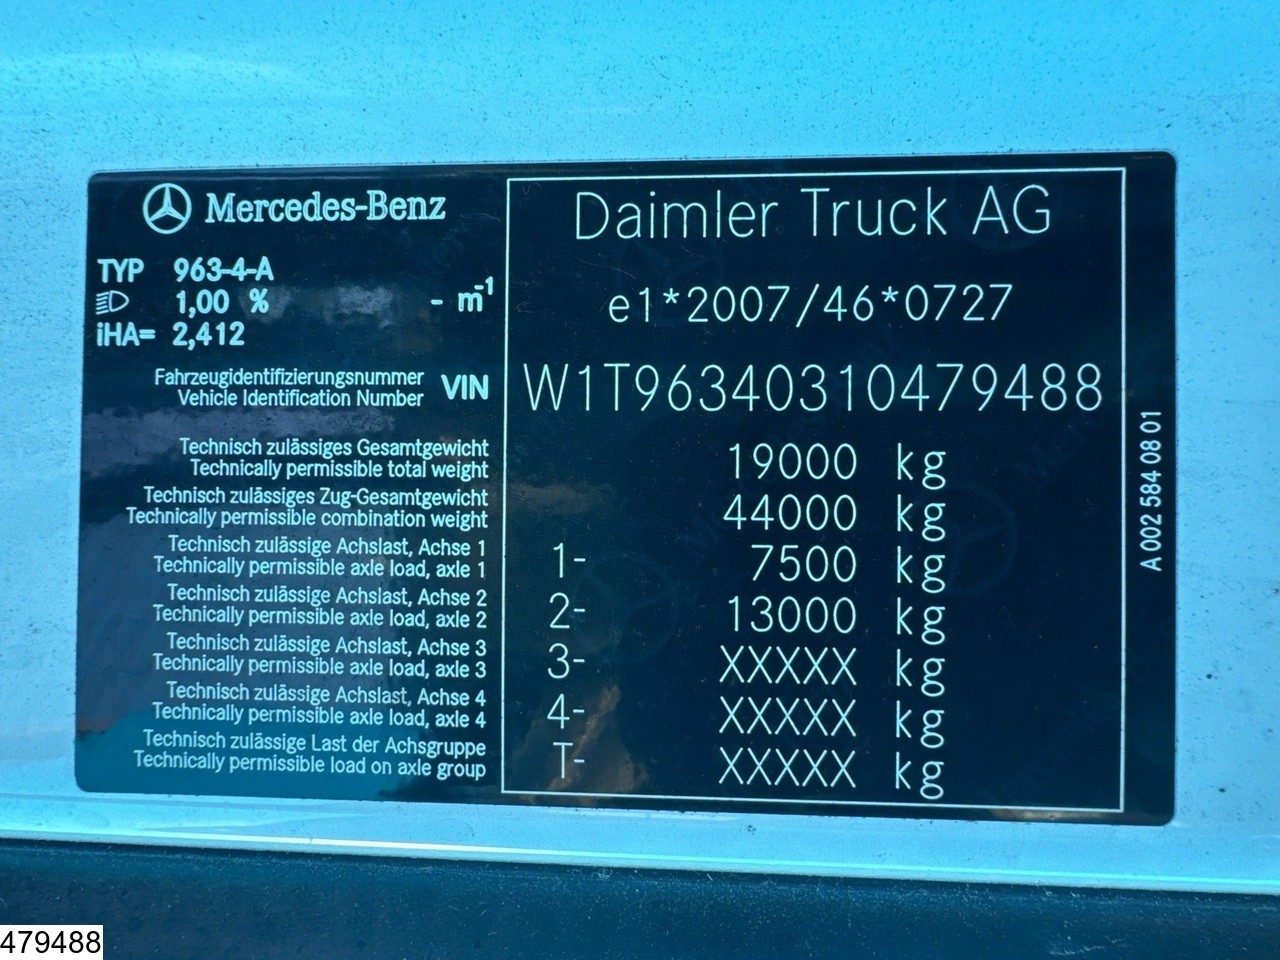 Mercedes-Benz
TYP 963-4-A
1,00 % - m-1
iHA= 2,412
Daimler Truck AG
e1*2007/46*0727
Fahrzeugidentifizierungsnummer
Vehicle Identification Number
VIN W1T96340310479488
Technisch zulässiges Gesamtgewicht
Technically permissible total weight
19000 kg
Technisch zulässiges Zug-Gesamtgewicht
Technically permissible combination weight
44000 kg
Technisch zulässige Achslast, Achse 1
Technically permissible axle load, axle 1
1- 7500 kg
Technisch zulässige Achslast, Achse 2
Technically permissible axle load, axle 2
2- 13000 kg
Technisch zulässige Achslast, Achse 3
Technically permissible axle load, axle 3
3- XXXXX kg
Technisch zulässige Achslast, Achse 4
Technically permissible axle load, axle 4
4- XXXXX kg
Technisch zulässige Last der Achsgruppe
Technically permissible load on axle group
T- XXXXX kg
A 002 584 08 01
479488